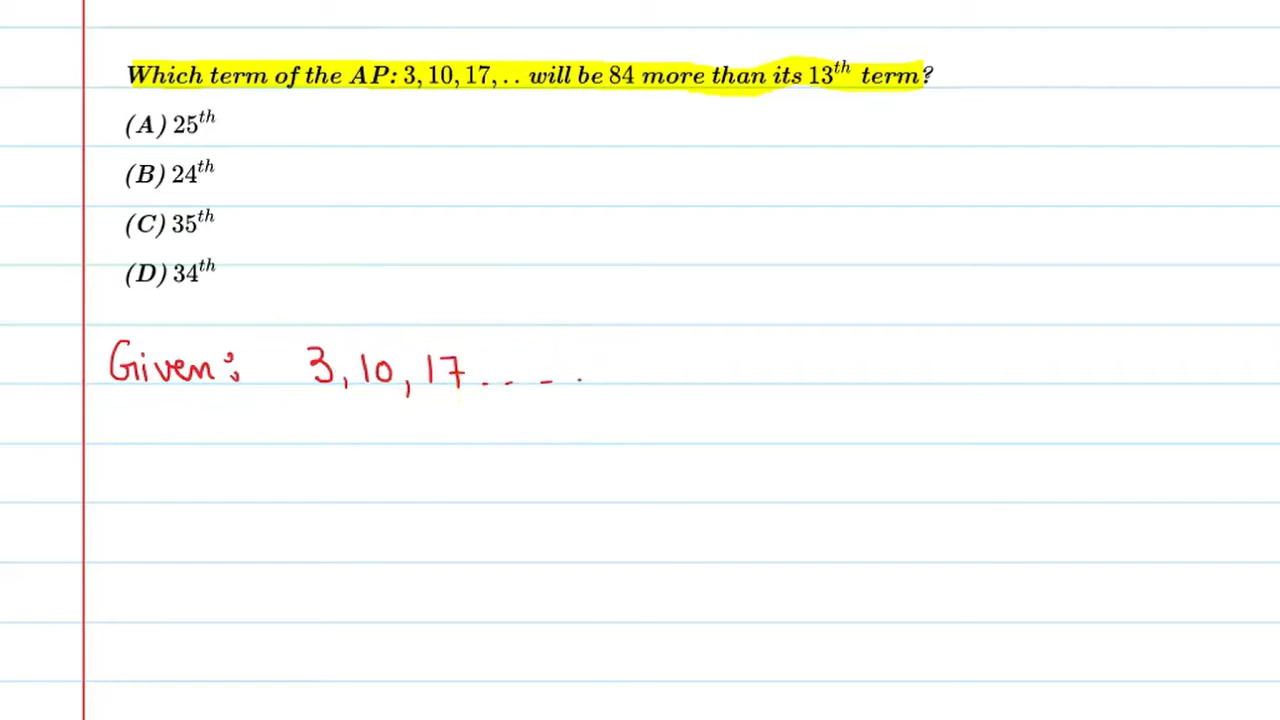 Which term of the AP: 3, 10, 17, . . will be 84 more than its 13th term?
(A) 25th
(B) 24th
(C) 35th
(D) 34th
Given: 3, 10, 17 . . . .